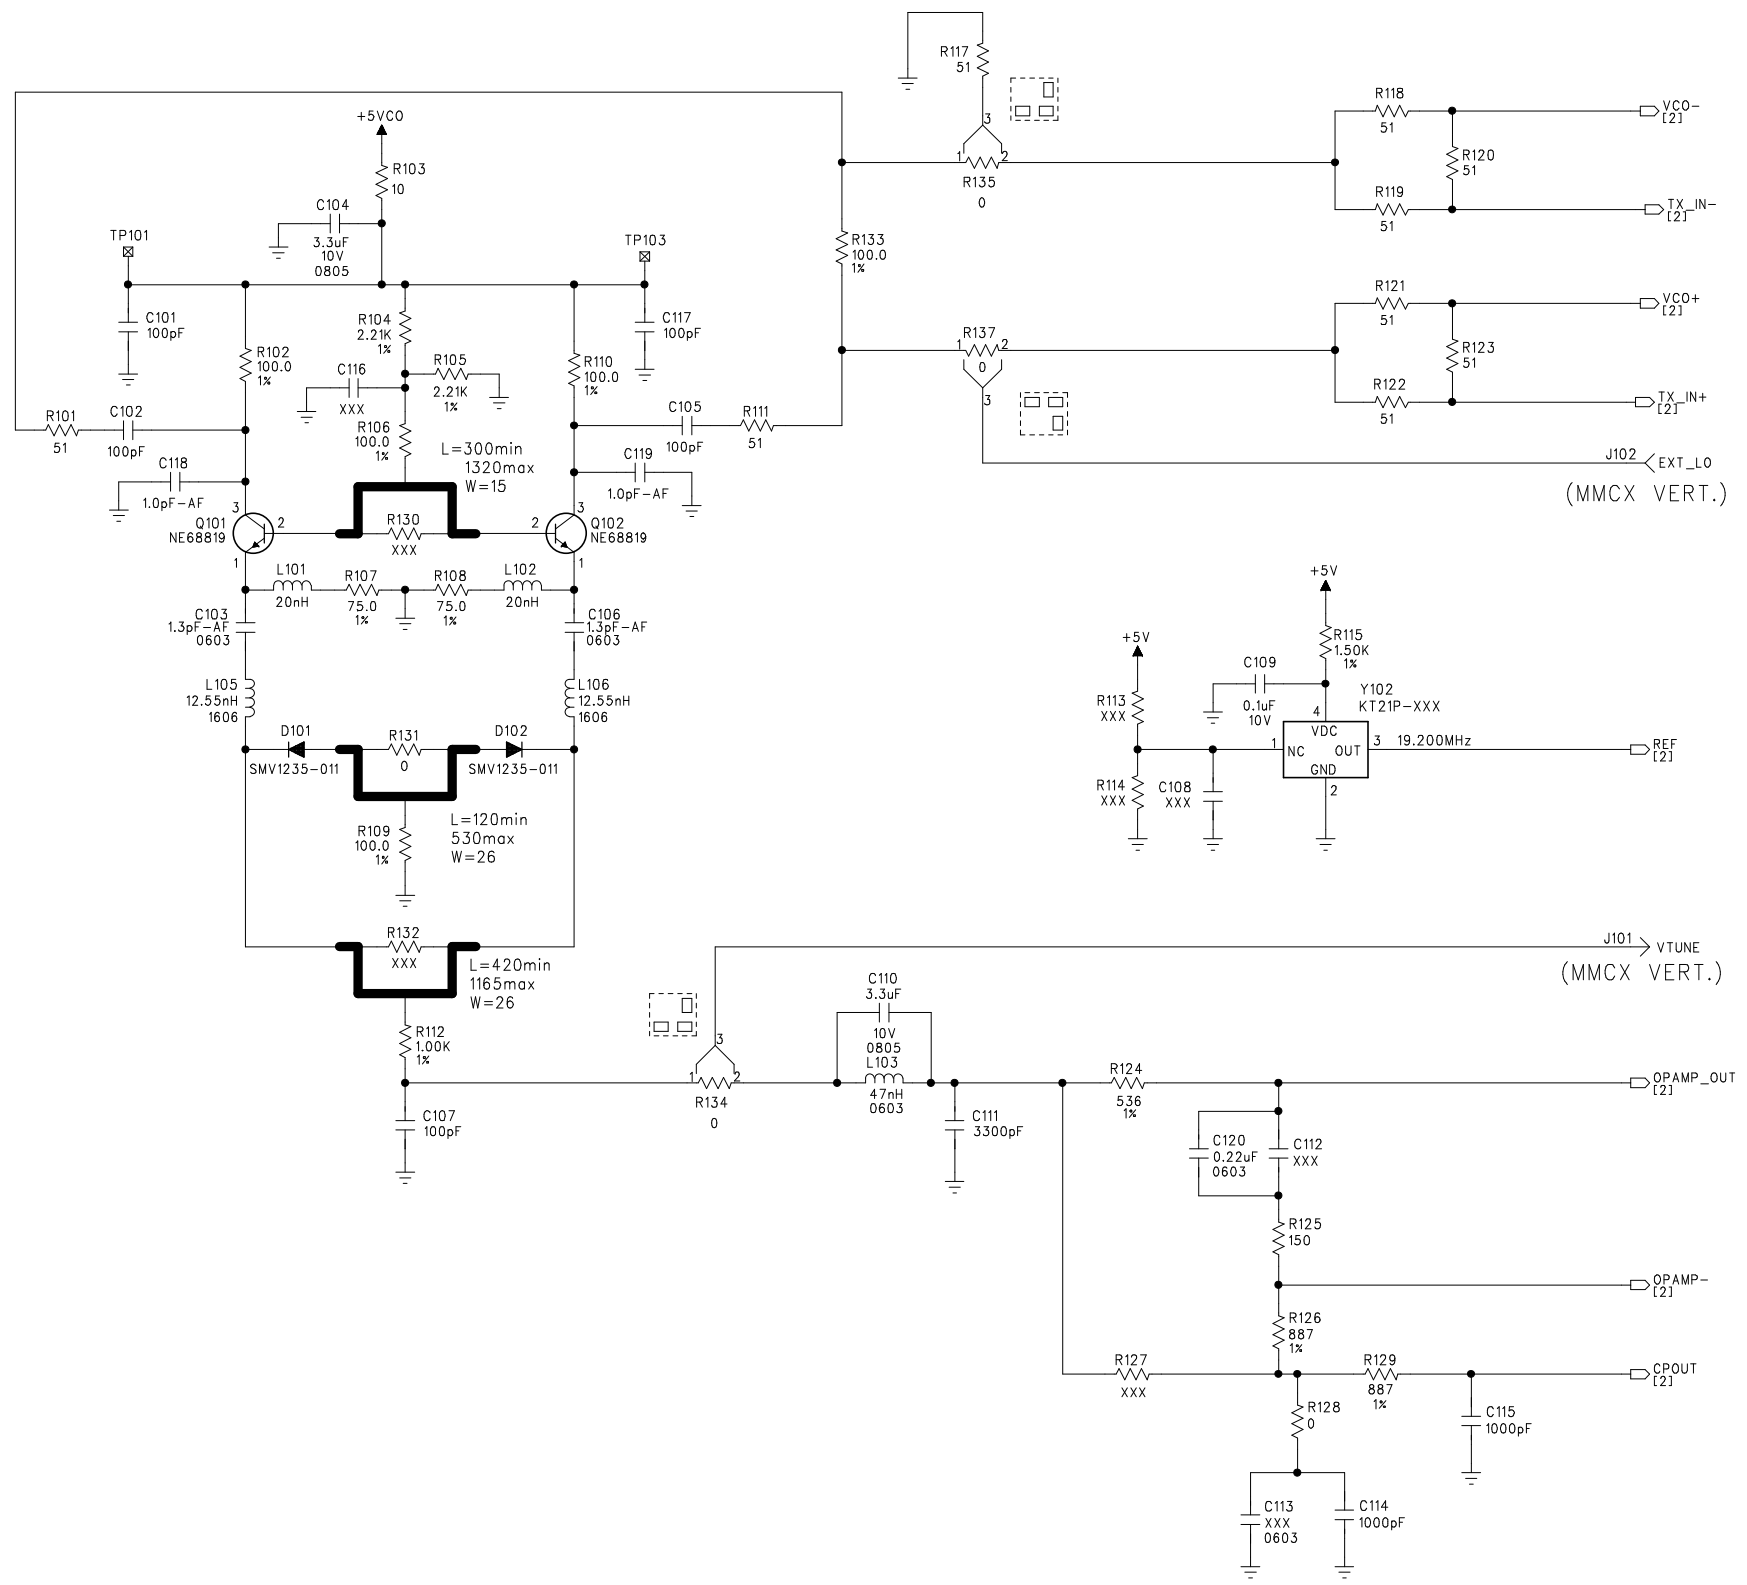 R117
51
3
1
2
R135
0
R118
51
VCO-
[2]
R120
51
R119
51
TX_IN-
[2]
+5VCO
R103
10
C104
3.3uF
10V
0805
TP101
TP103
R133
100.0
1%
C101
100pF
C117
100pF
R104
2.21K
1%
R102
100.0
1%
R110
100.0
1%
C116
XXX
R105
2.21K
1%
R106
100.0
1%
R101
51
C102
100pF
C105
100pF
R111
51
R137
1
2
0
3
R121
51
VCO+
[2]
R123
51
R122
51
TX_IN+
[2]
J102
EXT_LO
(MMCX VERT.)
C118
1.0pF-AF
C119
1.0pF-AF
L=300min
1320max
W=15
3
Q101
NE68819
2
1
R130
XXX
3
2
Q102
NE68819
1
L101
20nH
R107
75.0
1%
R108
75.0
1%
L102
20nH
C103
1.3pF-AF
0603
C106
1.3pF-AF
0603
L105
12.55nH
1606
L106
12.55nH
1606
D101
SMV1235-011
R131
0
D102
SMV1235-011
L=120min
530max
W=26
R109
100.0
1%
R132
XXX
L=420min
1165max
W=26
+5V
R115
1.50K
1%
+5V
C109
0.1uF
10V
Y102
KT21P-XXX
R113
XXX
4
VDC
1
NC
OUT
3
19.200MHz
GND
2
REF
[2]
R114
XXX
C108
XXX
J101
VTUNE
(MMCX VERT.)
R112
1.00K
1%
C107
100pF
3
1
2
R134
0
C110
3.3uF
10V
0805
L103
47nH
0603
C111
3300pF
R124
536
1%
OPAMP_OUT
[2]
C120
0.22uF
0603
C112
XXX
R125
150
OPAMP-
[2]
R126
887
1%
R127
XXX
R129
887
1%
CPOUT
[2]
R128
0
C115
1000pF
C113
XXX
0603
C114
1000pF